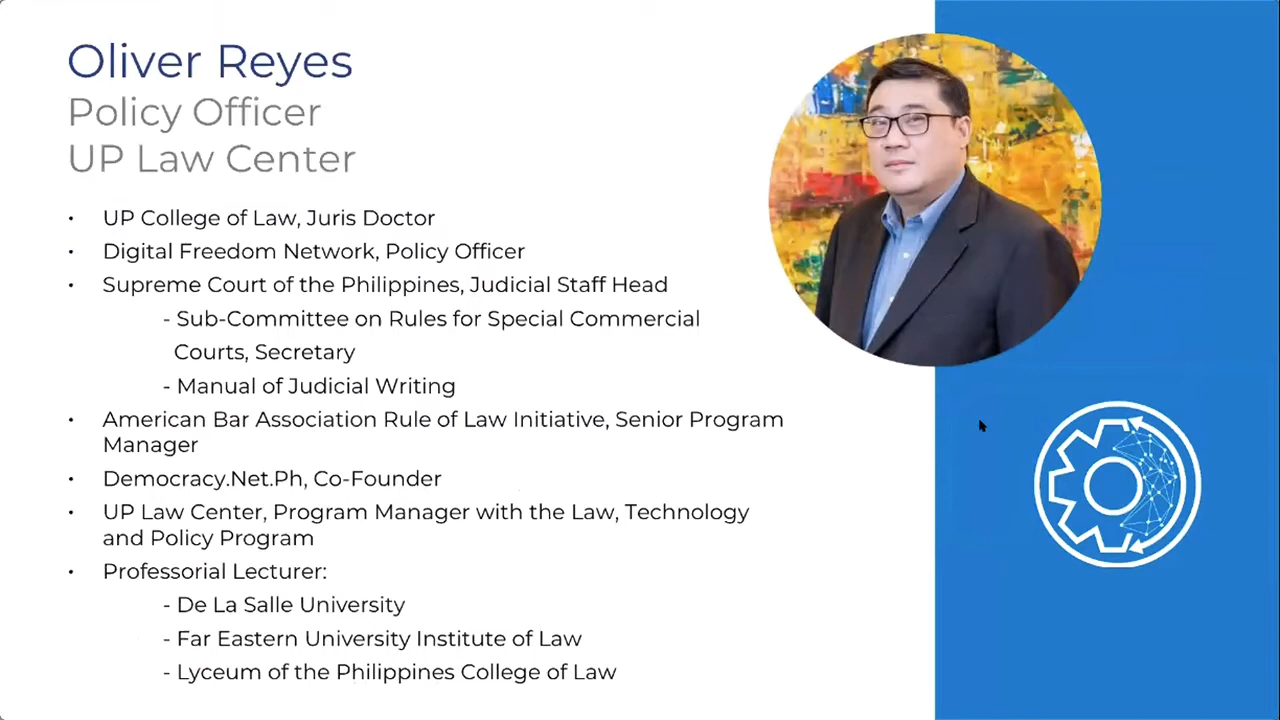 Oliver Reyes
Policy Officer
UP Law Center
• UP College of Law, Juris Doctor
• Digital Freedom Network, Policy Officer
• Supreme Court of the Philippines, Judicial Staff Head
- Sub-Committee on Rules for Special Commercial
Courts, Secretary
- Manual of Judicial Writing
• American Bar Association Rule of Law Initiative, Senior Program
Manager
• Democracy.Net.Ph, Co-Founder
• UP Law Center, Program Manager with the Law, Technology
and Policy Program
• Professorial Lecturer:
- De La Salle University
- Far Eastern University Institute of Law
- Lyceum of the Philippines College of Law